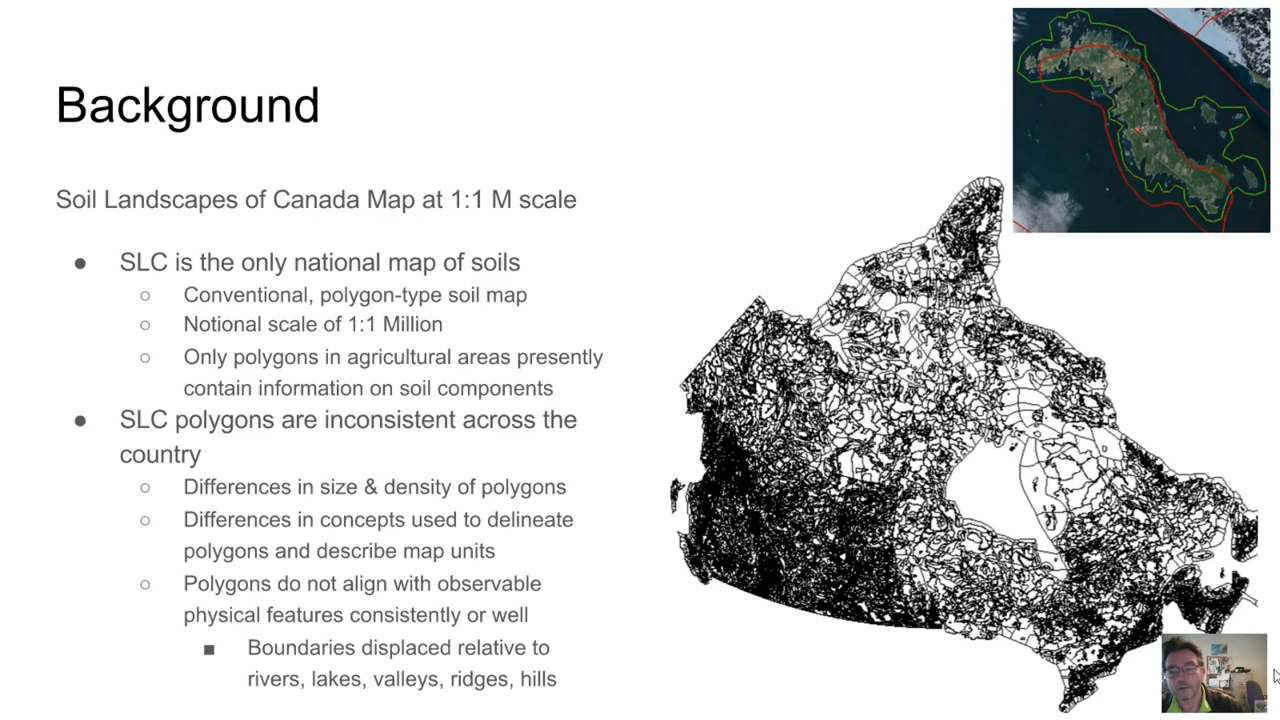 Background
Soil Landscapes of Canada Map at 1:1 M scale
● SLC is the only national map of soils
○ Conventional, polygon-type soil map
○ Notional scale of 1:1 Million
○ Only polygons in agricultural areas presently
contain information on soil components
● SLC polygons are inconsistent across the
country
○ Differences in size & density of polygons
○ Differences in concepts used to delineate
polygons and describe map units
○ Polygons do not align with observable
physical features consistently or well
■ Boundaries displaced relative to
rivers, lakes, valleys, ridges, hills